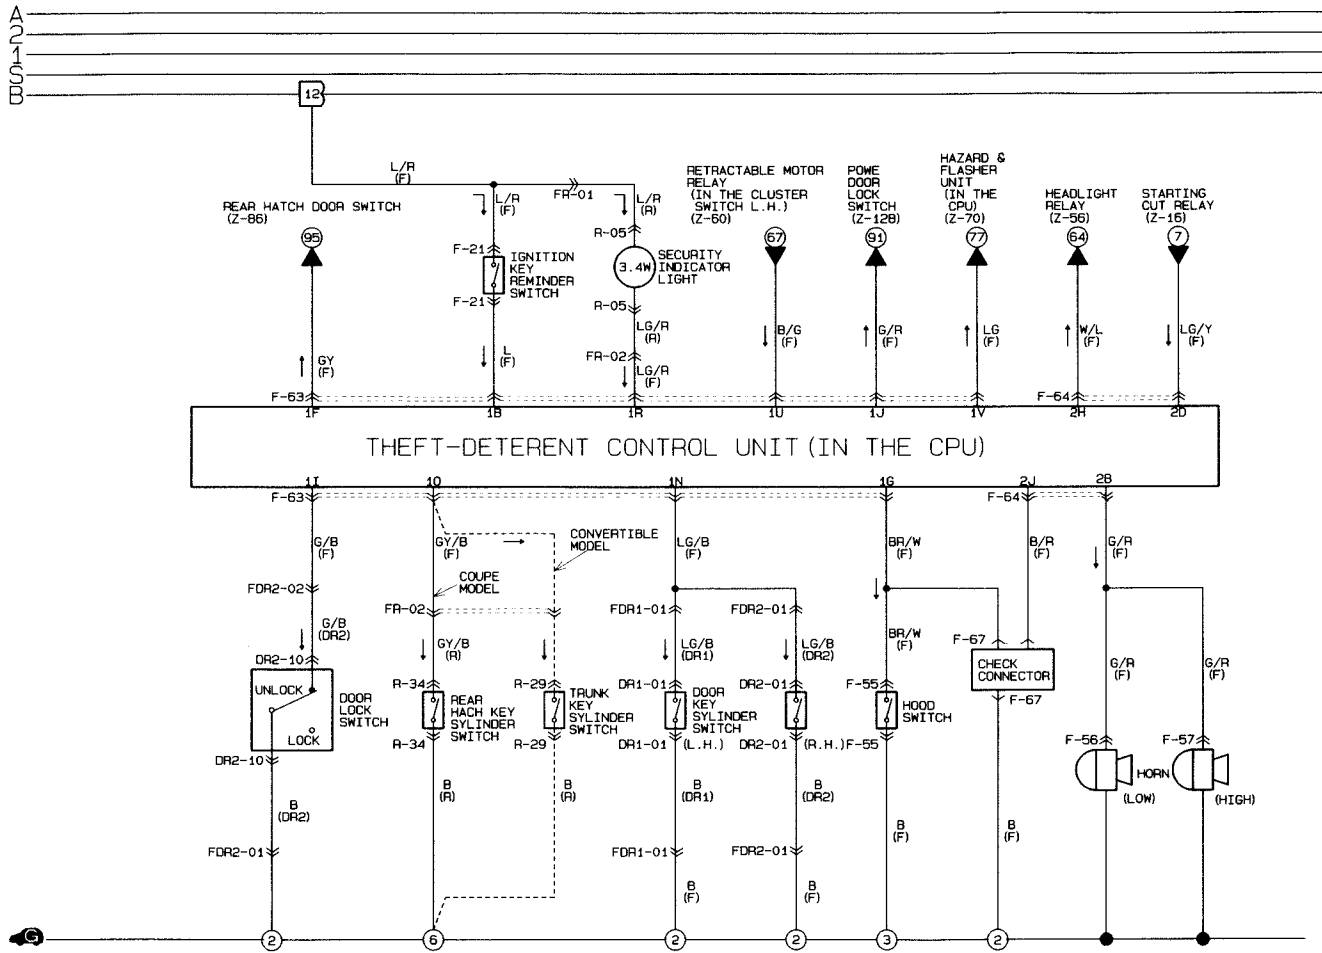 A
2
1
S
B
12
L/R
(F)
FR-01
L/R
(F)
L/R
(R)
REAR HATCH DOOR SWITCH
(Z-86)
RETRACTABLE MOTOR
RELAY
(IN THE CLUSTER
SWITCH L.H.)
(Z-60)
POWE
DOOR
LOCK
SWITCH
(Z-128)
HAZARD &
FLASHER
UNIT
(IN THE
CPU)
(Z-70)
HEADLIGHT
RELAY
(Z-56)
STARTING
CUT RELAY
(Z-16)
95
67
91
77
64
7
F-21
IGNITION
KEY
REMINDER
SWITCH
F-21
R-05
3.4W
SECURITY
INDICATOR
LIGHT
R-05
LG/R
(R)
FR-02
LG/R
(F)
GY
(F)
L
(F)
B/G
(F)
G/R
(F)
LG
(F)
W/L
(F)
LG/Y
(F)
F-63
F-64
1F
1B
1R
1U
1J
1V
2H
2D
THEFT-DETERENT CONTROL UNIT (IN THE CPU)
1I
1O
1N
1G
2J
2B
F-63
F-64
G/B
(F)
GY/B
(F)
CONVERTIBLE
MODEL
LG/B
(F)
BR/W
(F)
B/R
(F)
G/R
(F)
COUPE
MODEL
FDR2-02
FR-02
FDR1-01
FDR2-01
G/B
(DR2)
GY/B
(R)
LG/B
(DR1)
LG/B
(DR2)
BR/W
(F)
F-67
CHECK
CONNECTOR
F-67
G/R
(F)
G/R
(F)
DR2-10
UNLOCK
LOCK
DOOR
LOCK
SWITCH
DR2-10
R-34
REAR
HACH KEY
SYLINDER
SWITCH
R-34
R-29
TRUNK
KEY
SYLINDER
SWITCH
R-29
DR1-01
DOOR
KEY
SYLINDER
SWITCH
DR1-01
(L.H.)
DR2-01
DR2-01
(R.H.)
F-55
HOOD
SWITCH
F-55
F-56
HORN
(LOW)
F-57
(HIGH)
B
(DR2)
B
(R)
B
(R)
B
(DR1)
B
(DR2)
B
(F)
B
(F)
FDR2-01
FDR1-01
FDR2-01
B
(F)
B
(F)
G
2
6
2
2
3
2